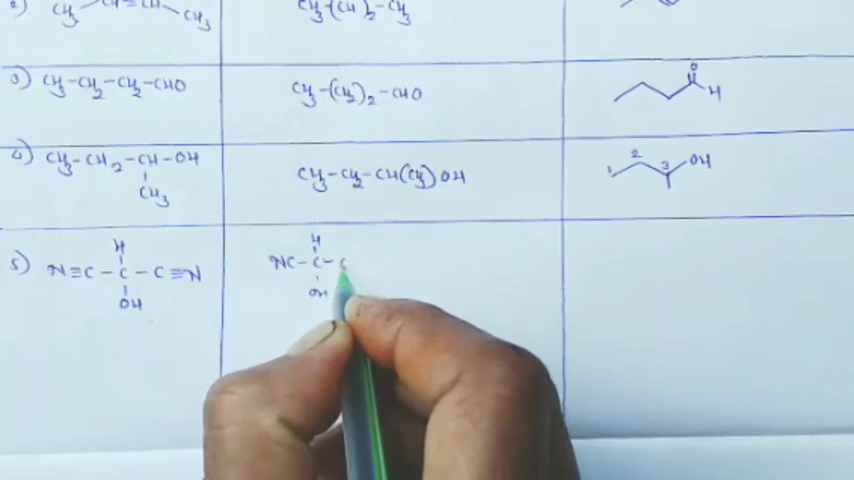 2) CH₃ CH=CH CH₃ CH₃-(CH)₂-CH₃
3) CH₃-CH₂-CH₂-CHO CH₃-(CH₂)₂-CHO O H
4) CH₃-CH₂-CH-OH CH₃-CH₂-CH(CH₃)OH 1 2 3 OH
CH₃
H H
5) N≡C-C-C≡N NC-C-C
OH OH